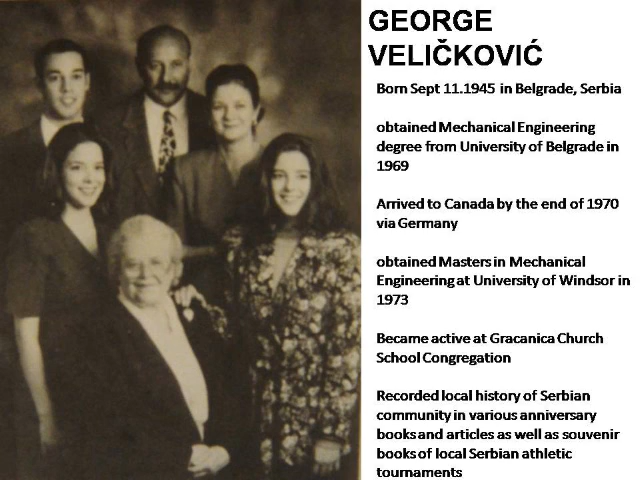 GEORGE
VELIČKOVIĆ
Born Sept 11.1945 in Belgrade, Serbia
obtained Mechanical Engineering
degree from University of Belgrade in
1969
Arrived to Canada by the end of 1970
via Germany
obtained Masters in Mechanical
Engineering at University of Windsor in
1973
Became active at Gracanica Church
School Congregation
Recorded local history of Serbian
community in various anniversary
books and articles as well as souvenir
books of local Serbian athletic
tournaments